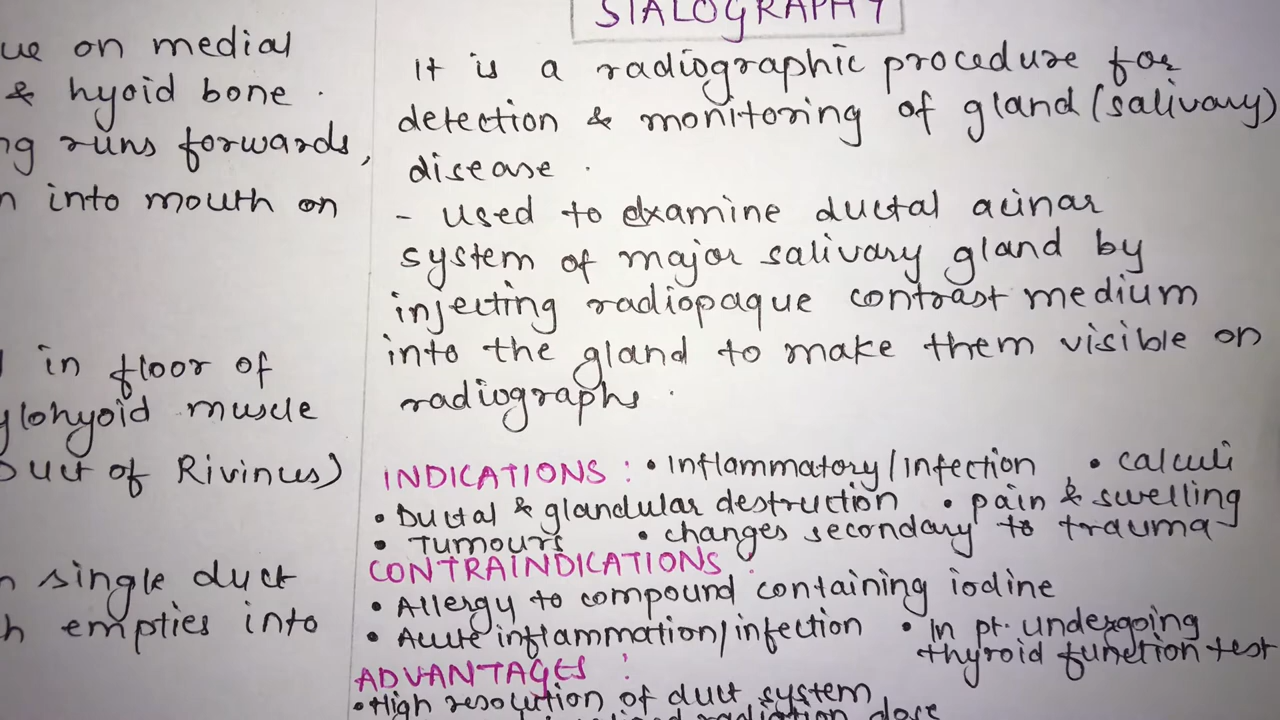 ue on medial
& hyoid bone.
ng runs forwards,
n into mouth on
in floor of
ylohyoid muscle
Duct of Rivinus)
n single duct
h empties into
SIALOGRAPHY
It is a radiographic procedure for
detection & monitoring of gland (salivary)
disease.
- used to examine ductal acinar
system of major salivary gland by
injecting radiopaque contrast medium
into the gland to make them visible on
radiographs.
INDICATIONS : • Inflammatory/infection • calculi
• Ductal & glandular destruction • pain & swelling
• Tumours • changes secondary to trauma
CONTRAINDICATIONS
• Allergy to compound containing iodine
• Acute inflammation/infection • In pt. undergoing
thyroid function test
ADVANTAGES :
• High resolution of duct system
radiation dose